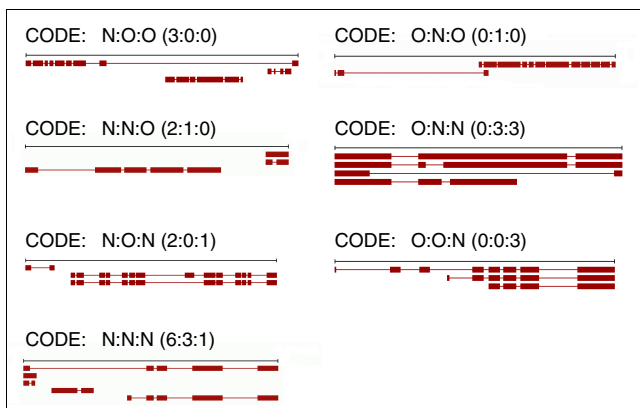 CODE: N:O:O (3:0:0)
CODE: O:N:O (0:1:0)
CODE: N:N:O (2:1:0)
CODE: O:N:N (0:3:3)
CODE: N:O:N (2:0:1)
CODE: O:O:N (0:0:3)
CODE: N:N:N (6:3:1)